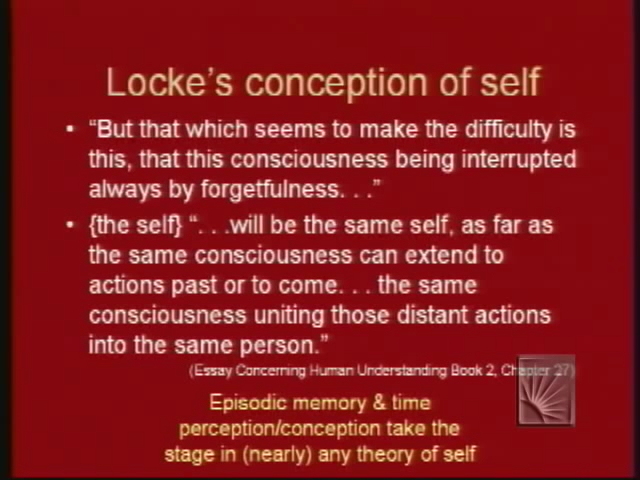 Locke's conception of self
• "But that which seems to make the difficulty is
this, that this consciousness being interrupted
always by forgetfulness. . ."
• {the self} ". . .will be the same self, as far as
the same consciousness can extend to
actions past or to come. . . the same
consciousness uniting those distant actions
into the same person."
(Essay Concerning Human Understanding Book 2, Chapter 27)
Episodic memory & time
perception/conception take the
stage in (nearly) any theory of self